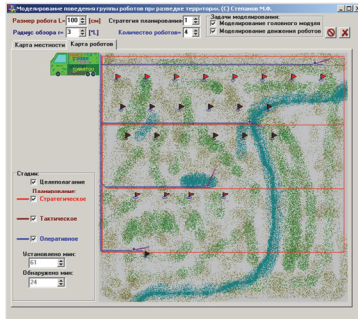 Моделирование поведения группы роботов при разведке территории. (C) Степанов М.Ф.
Размер робота L= 100 [см] Стратегия планирования 1
Задачи моделирования:
Моделирование головного модуля
Радиус обзора r= 3 [*L] Количество роботов= 4
Моделирование движения роботов
Карта местности Карта роботов
Стадии:
Целеполагание
Планирование:
Стратегическое
Тактическое
Оперативное
Установлено мин:
61
Обнаружено мин:
24